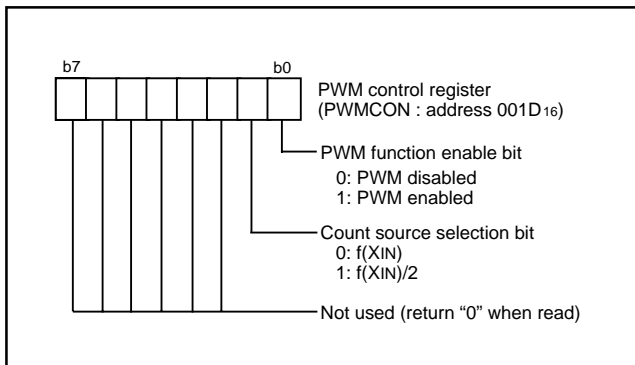 b7 b0
PWM control register
(PWMCON : address 001D16)
PWM function enable bit
0: PWM disabled
1: PWM enabled
Count source selection bit
0: f(XIN)
1: f(XIN)/2
Not used (return “0” when read)